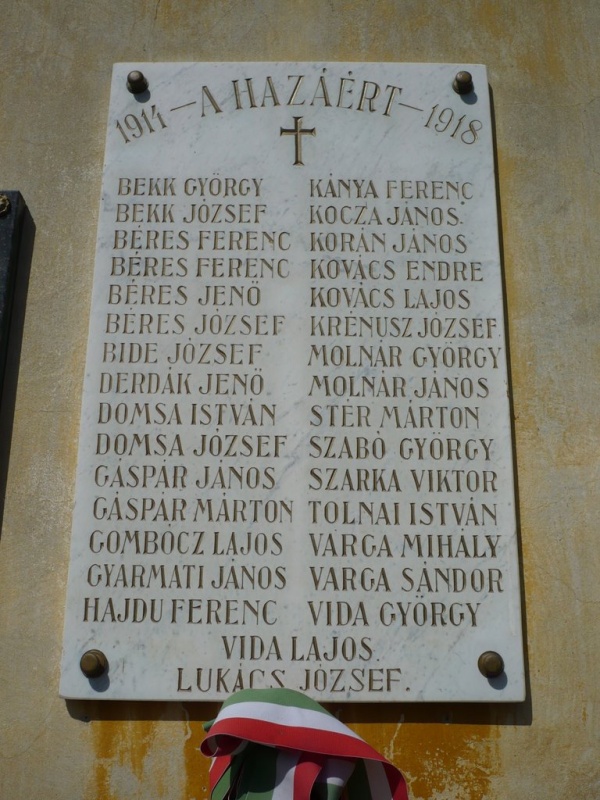 1914 — A HAZÁÉRT — 1918
BEKK GYÖRGY
BEKK JÓZSEF
BÉRES FERENC
BÉRES FERENC
BÉRES JENŐ
BÉRES JÓZSEF
BIDE JÓZSEF
DERDÁK JENŐ
DOMSA ISTVÁN
DOMSA JÓZSEF
GÁSPÁR JÁNOS
GÁSPÁR MÁRTON
GOMBÓCZ LAJOS
GYARMATI JÁNOS
HAJDU FERENC
KÁNYA FERENC
KOCZA JÁNOS.
KORÁN JÁNOS
KOVÁCS ENDRE
KOVÁCS LAJOS
KRÉNUSZ JÓZSEF
MOLNÁR GYÖRGY
MOLNÁR JÁNOS
STÉR MÁRTON
SZABÓ GYÖRGY
SZARKA VIKTOR
TOLNAI ISTVÁN
VARGA MIHÁLY
VARGA SÁNDOR
VIDA GYÖRGY
VIDA LAJOS.
LUKÁCS JÓZSEF.